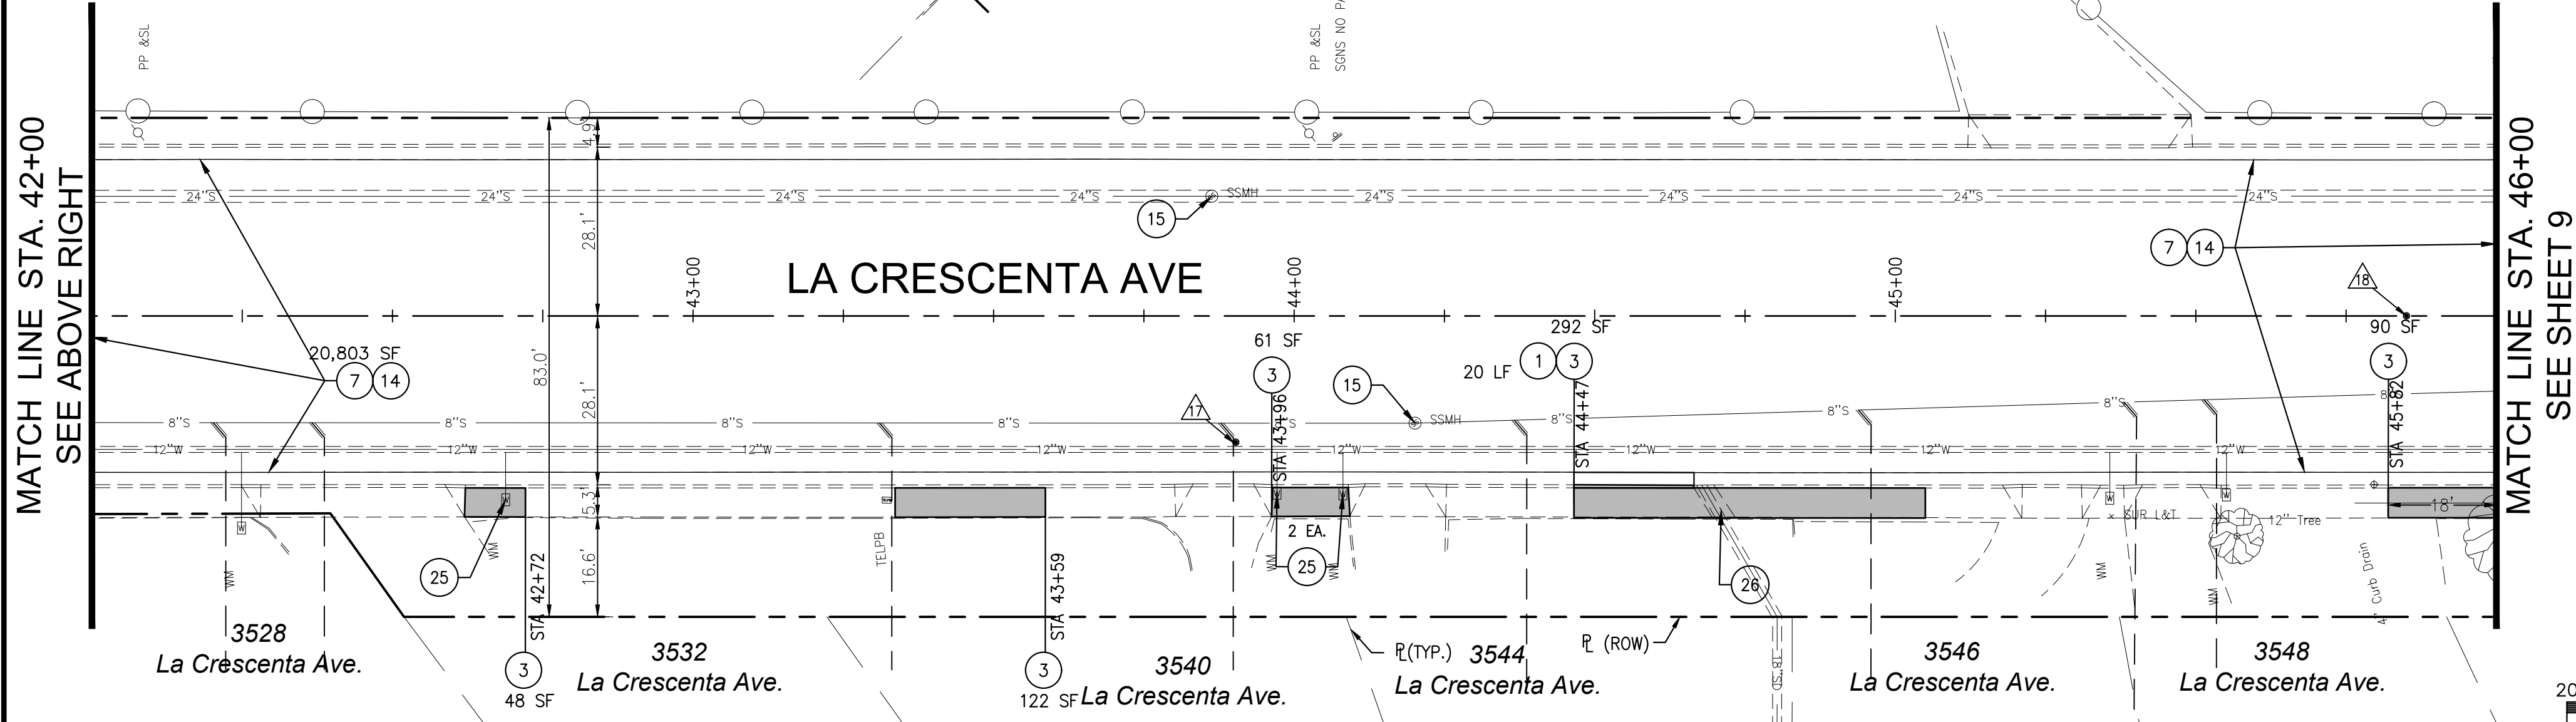 PP &SL
PP &SL
SGNS NO PA
MATCH LINE STA. 42+00
SEE ABOVE RIGHT
MATCH LINE STA. 46+00
SEE SHEET 9
4.9'
24"S
24"S
24"S
24"S
24"S
24"S
24"S
24"S
SSMH
15
28.1'
LA CRESCENTA AVE
43+00
44+00
45+00
7
14
18
20,803 SF
7
14
83.0'
28.1'
61 SF
3
STA 43+96
15
SSMH
20 LF
292 SF
1
3
STA 44+47
90 SF
3
STA 45+82
17
8"S
8"S
8"S
8"S
8"S
8"S
8"S
8"S
12"W
12"W
12"W
12"W
12"W
12"W
12"W
12"W
W
W
W
W
W
W
5.3'
16.6'
WM
WM
WM
WM
WM
WM
TELPB
25
STA 42+72
STA 43+59
2 EA.
25
26
18'
SUR L&T
12" Tree
4" Curb Drain
18"SD
3
48 SF
3
122 SF
PL(TYP.)
PL (ROW)
3528
La Crescenta Ave.
3532
La Crescenta Ave.
3540
La Crescenta Ave.
3544
La Crescenta Ave.
3546
La Crescenta Ave.
3548
La Crescenta Ave.
20